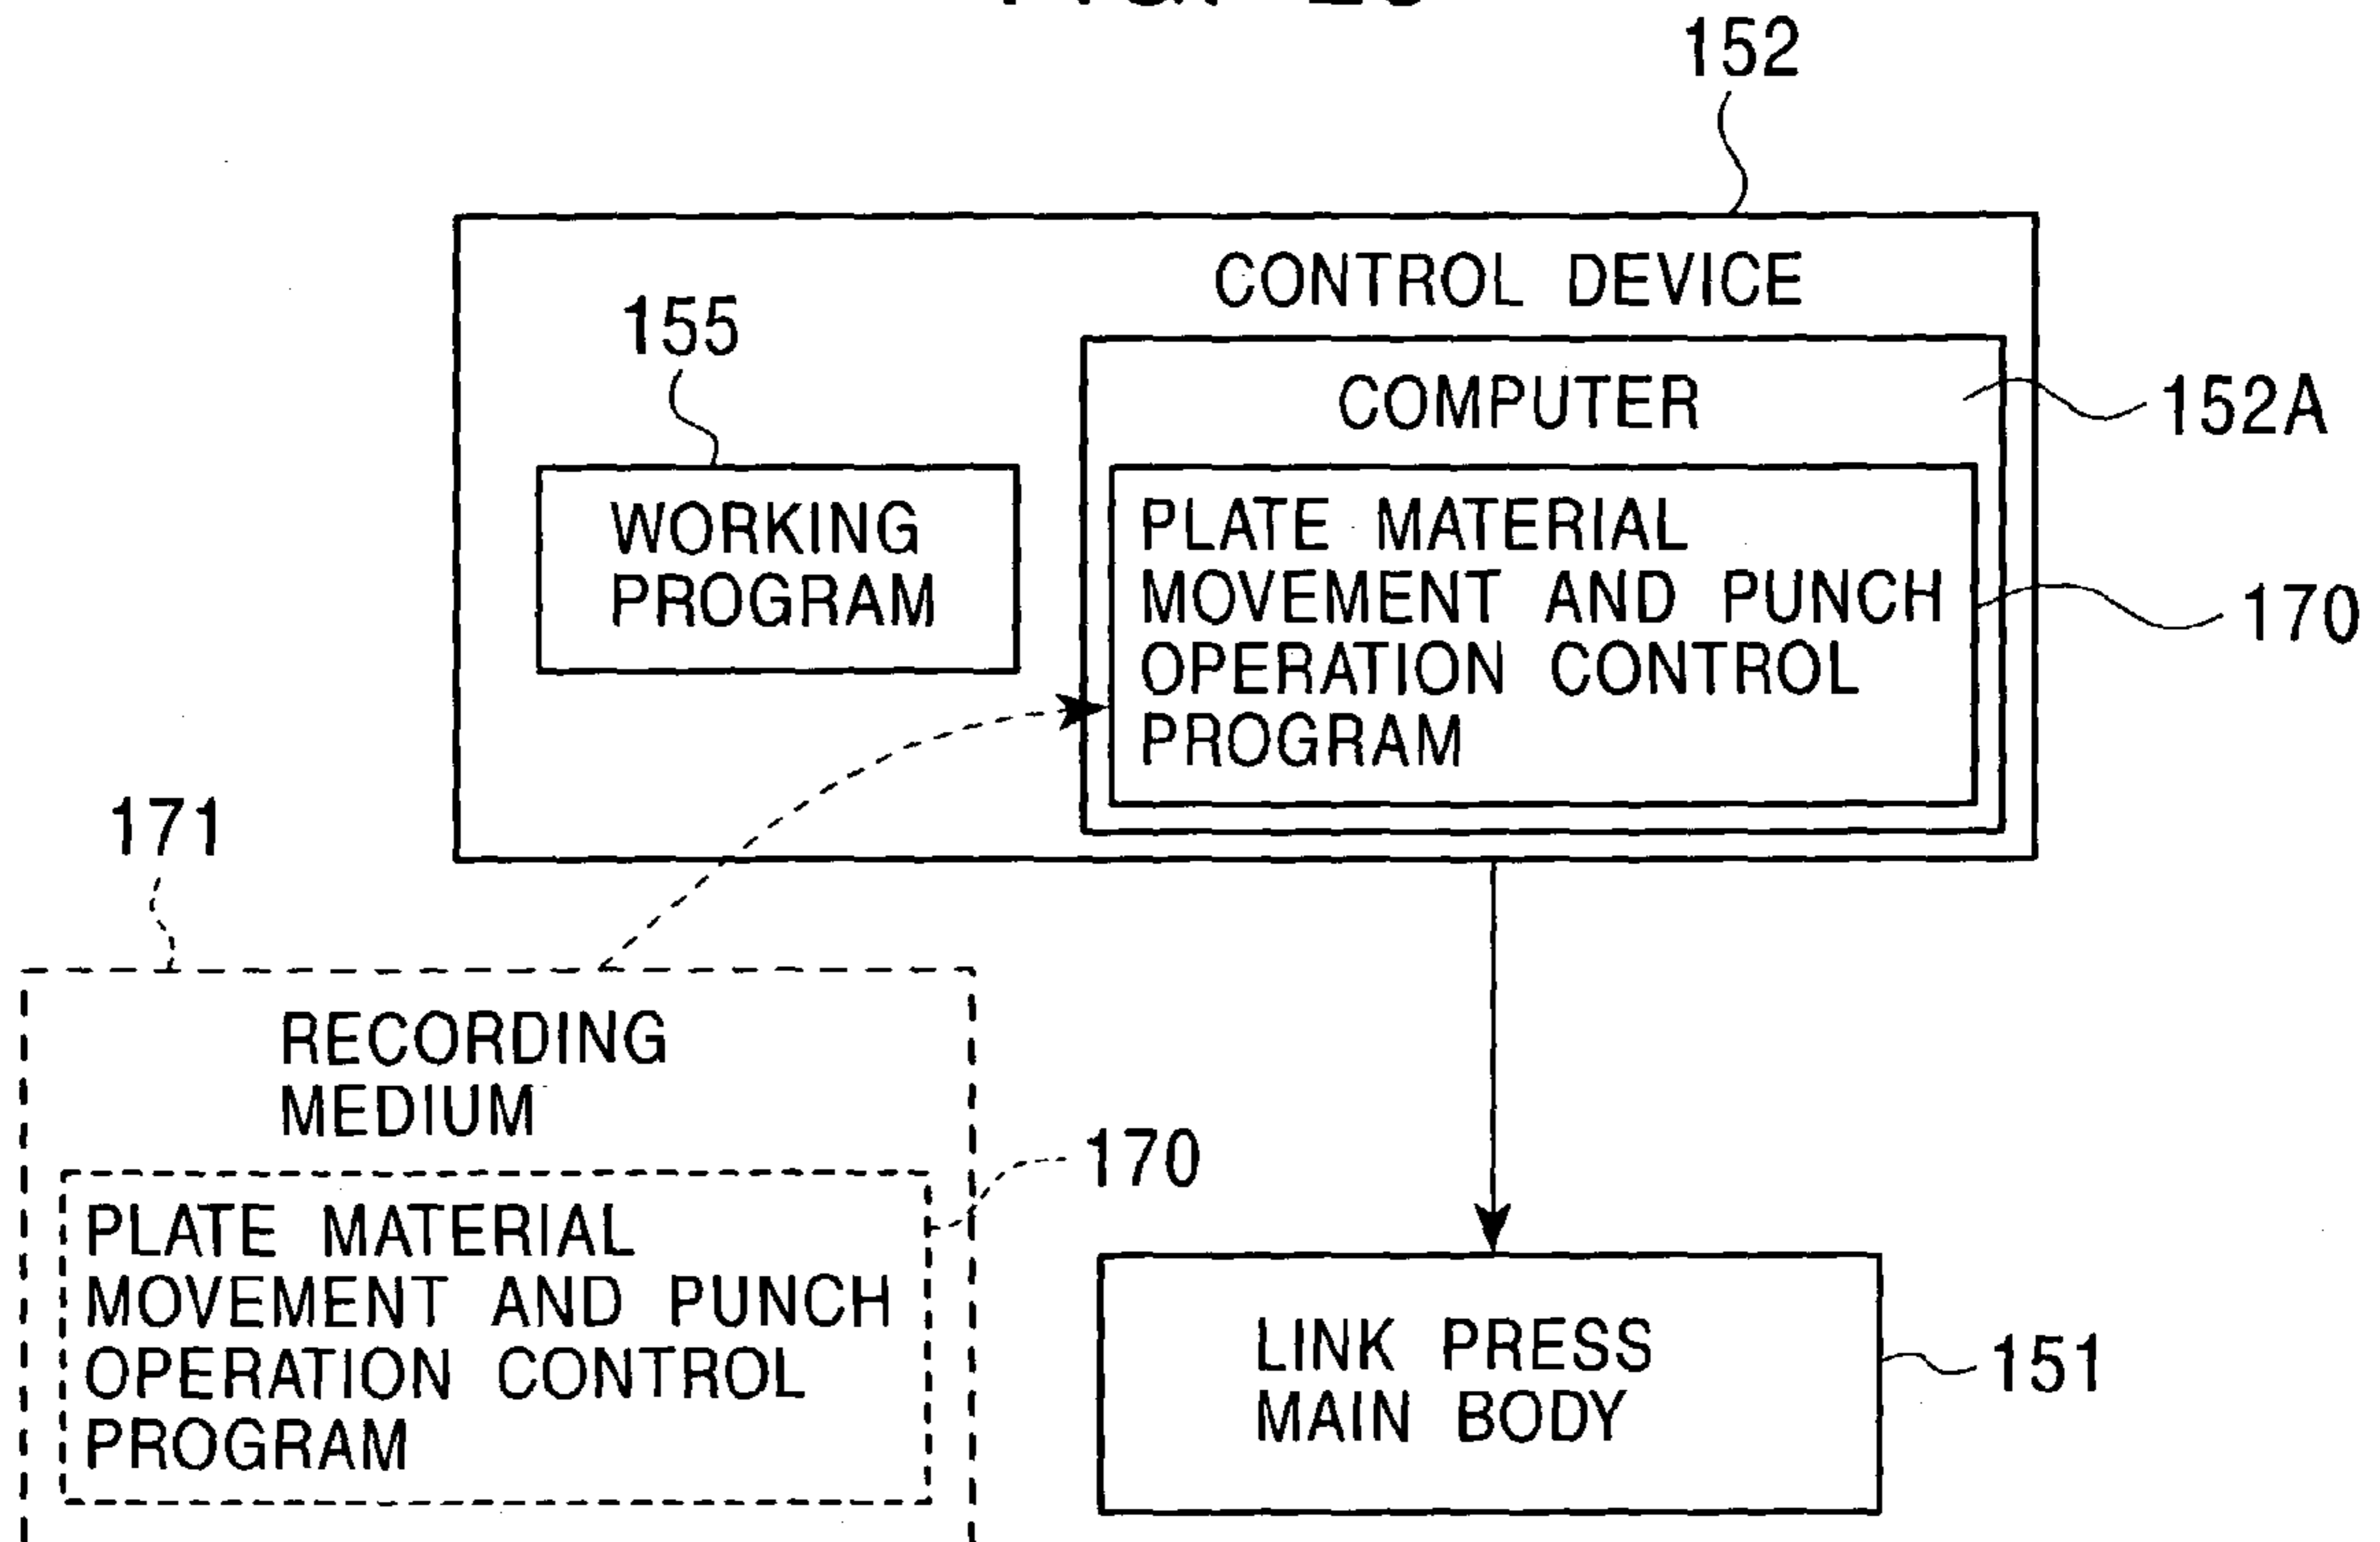 152
CONTROL DEVICE
155
COMPUTER
152A
WORKING
PROGRAM
PLATE MATERIAL
MOVEMENT AND PUNCH
OPERATION CONTROL
PROGRAM
170
171
RECORDING
MEDIUM
170
PLATE MATERIAL
MOVEMENT AND PUNCH
OPERATION CONTROL
PROGRAM
LINK PRESS
MAIN BODY
151